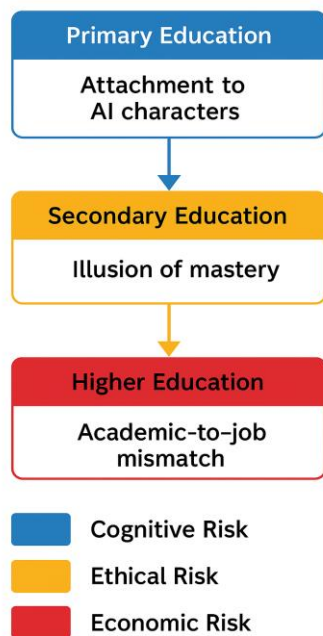 Primary Education
Attachment to
AI characters
Secondary Education
Illusion of mastery
Higher Education
Academic-to-job
mismatch
Cognitive Risk
Ethical Risk
Economic Risk